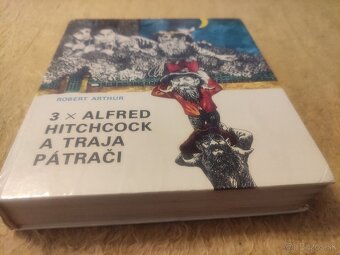 ROBERT ARTHUR
3 × ALFRED
HITCHCOCK
A TRAJA
PÁTRAČI